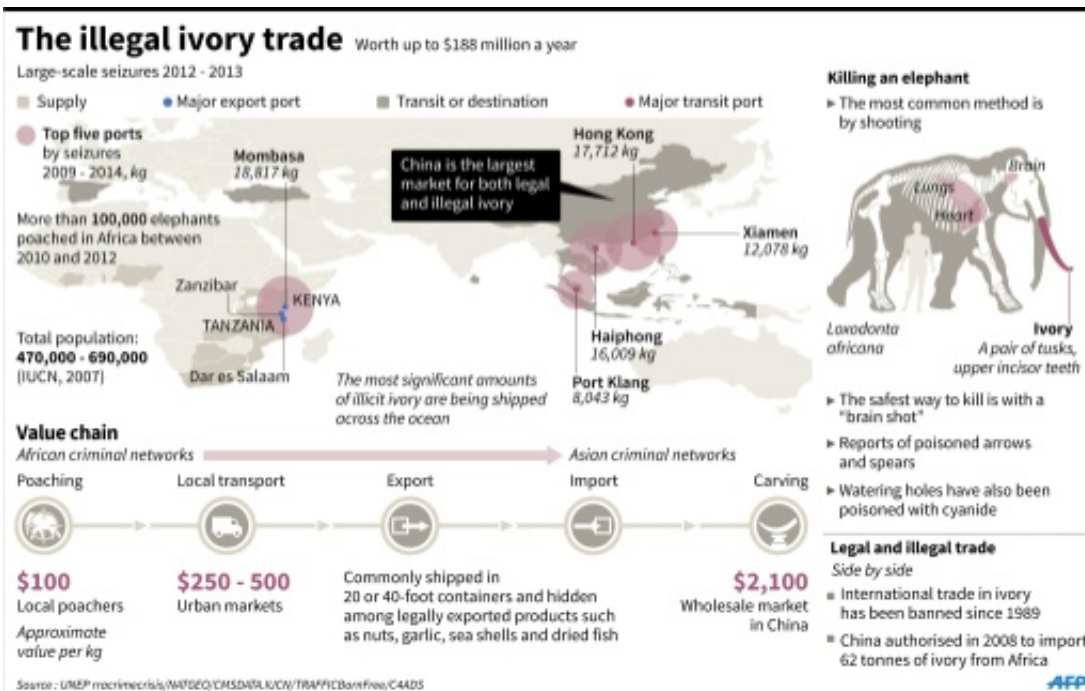 The illegal ivory trade Worth up to $188 million a year
Large-scale seizures 2012 - 2013
Supply
Major export port
Transit or destination
Major transit port
Top five ports
by seizures
2009 - 2014, kg
More than 100,000 elephants
poached in Africa between
2010 and 2012
Total population:
470,000 - 690,000
(IUCN, 2007)
Mombasa
18,817 kg
Zanzibar
KENYA
TANZANIA
Dar es Salaam
China is the largest
market for both legal
and illegal ivory
Hong Kong
17,712 kg
Xiamen
12,078 kg
Haiphong
16,009 kg
Port Klang
8,043 kg
The most significant amounts
of illicit ivory are being shipped
across the ocean
Value chain
African criminal networks
Asian criminal networks
Poaching
Local transport
Export
Import
Carving
$100
Local poachers
Approximate
value per kg
$250 - 500
Urban markets
Commonly shipped in
20 or 40-foot containers and hidden
among legally exported products such
as nuts, garlic, sea shells and dried fish
$2,100
Wholesale market
in China
Killing an elephant
The most common method is
by shooting
Brain
Lungs
Heart
Loxodonta
africana
Ivory
A pair of tusks,
upper incisor teeth
The safest way to kill is with a
"brain shot"
Reports of poisoned arrows
and spears
Watering holes have also been
poisoned with cyanide
Legal and illegal trade
Side by side
International trade in ivory
has been banned since 1989
China authorised in 2008 to import
62 tonnes of ivory from Africa
Source : UNEP
AFP